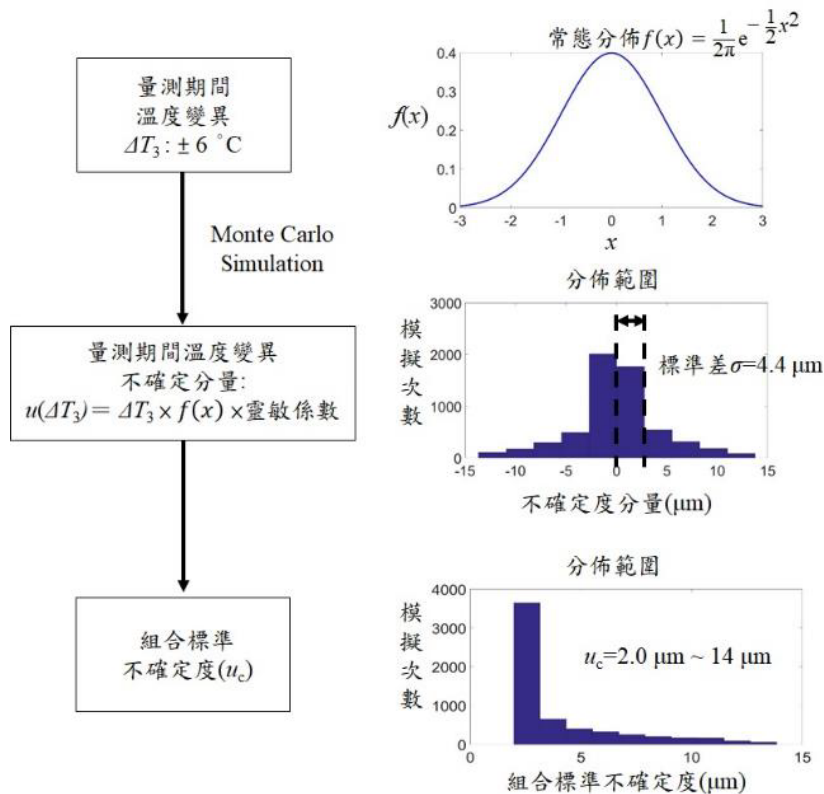 量測期間
溫度變異
ΔT₃: ± 6 °C
Monte Carlo
Simulation
量測期間溫度變異
不確定分量:
u(ΔT₃) = ΔT₃ × f(x) ×靈敏係數
組合標準
不確定度(u_c)
常態分佈f(x) = 1/2π e^{-1/2 x²}
f(x)
0.4
0.3
0.2
0.1
0
-3 -2 -1 0 1 2 3
x
分佈範圍
模擬次數
3000
2000
1000
0
標準差σ=4.4 μm
-15 -10 -5 0 5 10 15
不確定度分量(μm)
分佈範圍
模擬次數
4000
3000
2000
1000
0
u_c=2.0 μm ~ 14 μm
5 10 15
組合標準不確定度(μm)